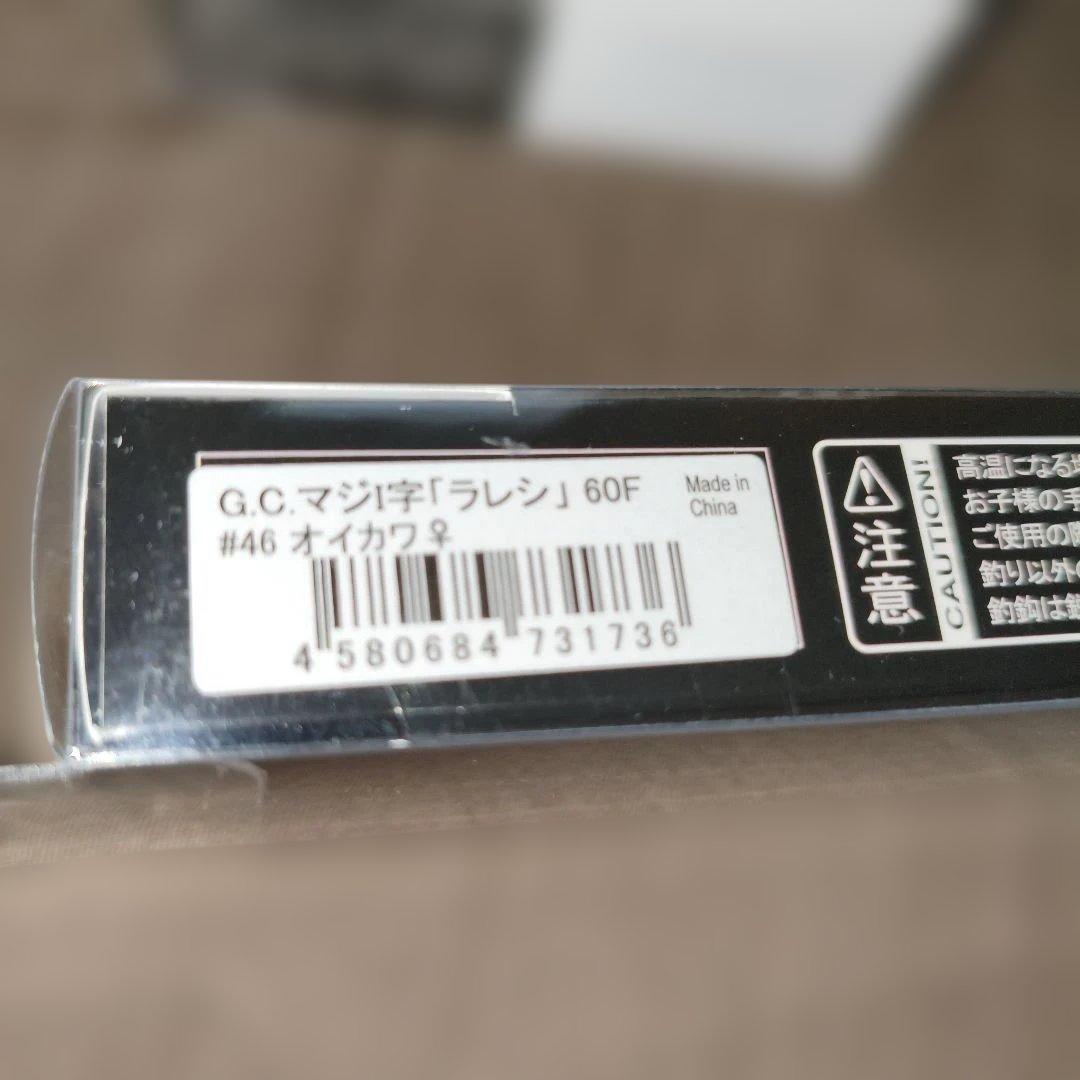 G.C.マジI字「ラレシ」 60F
#46 オイカワ♀
Made in
China
4 580684 731736
注意
CAUTION!
高温になる
お子様の手
ご使用の際
釣り以外の
釣鈎は